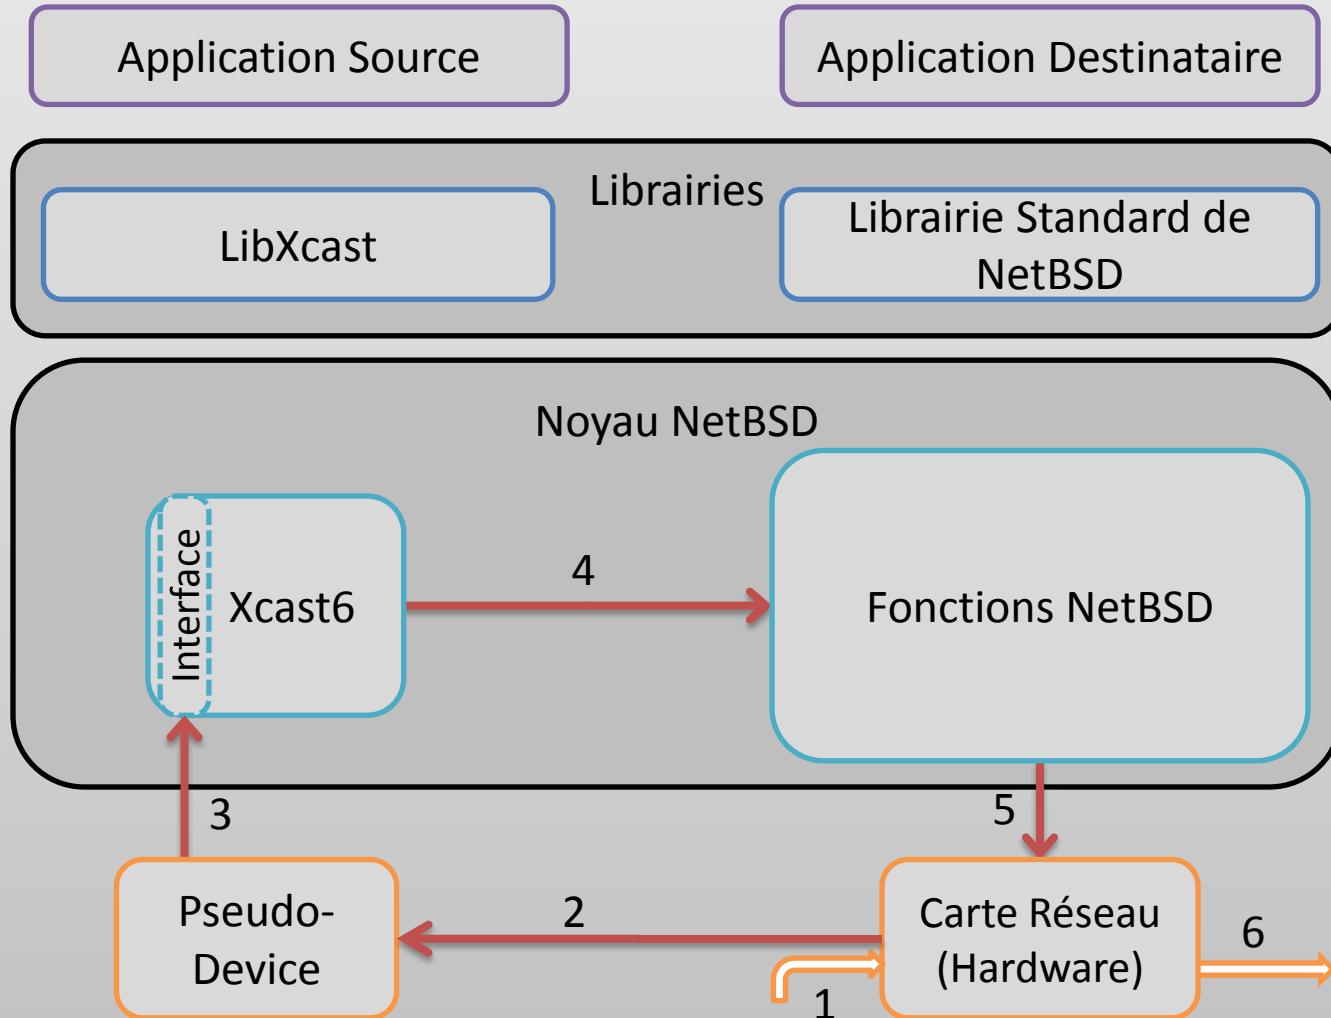 Application Source
Application Destinataire
Librairies
LibXcast
Librairie Standard de
NetBSD
Noyau NetBSD
Interface
Xcast6
4
Fonctions NetBSD
3
5
Pseudo-
Device
2
Carte Réseau
(Hardware)
6
1